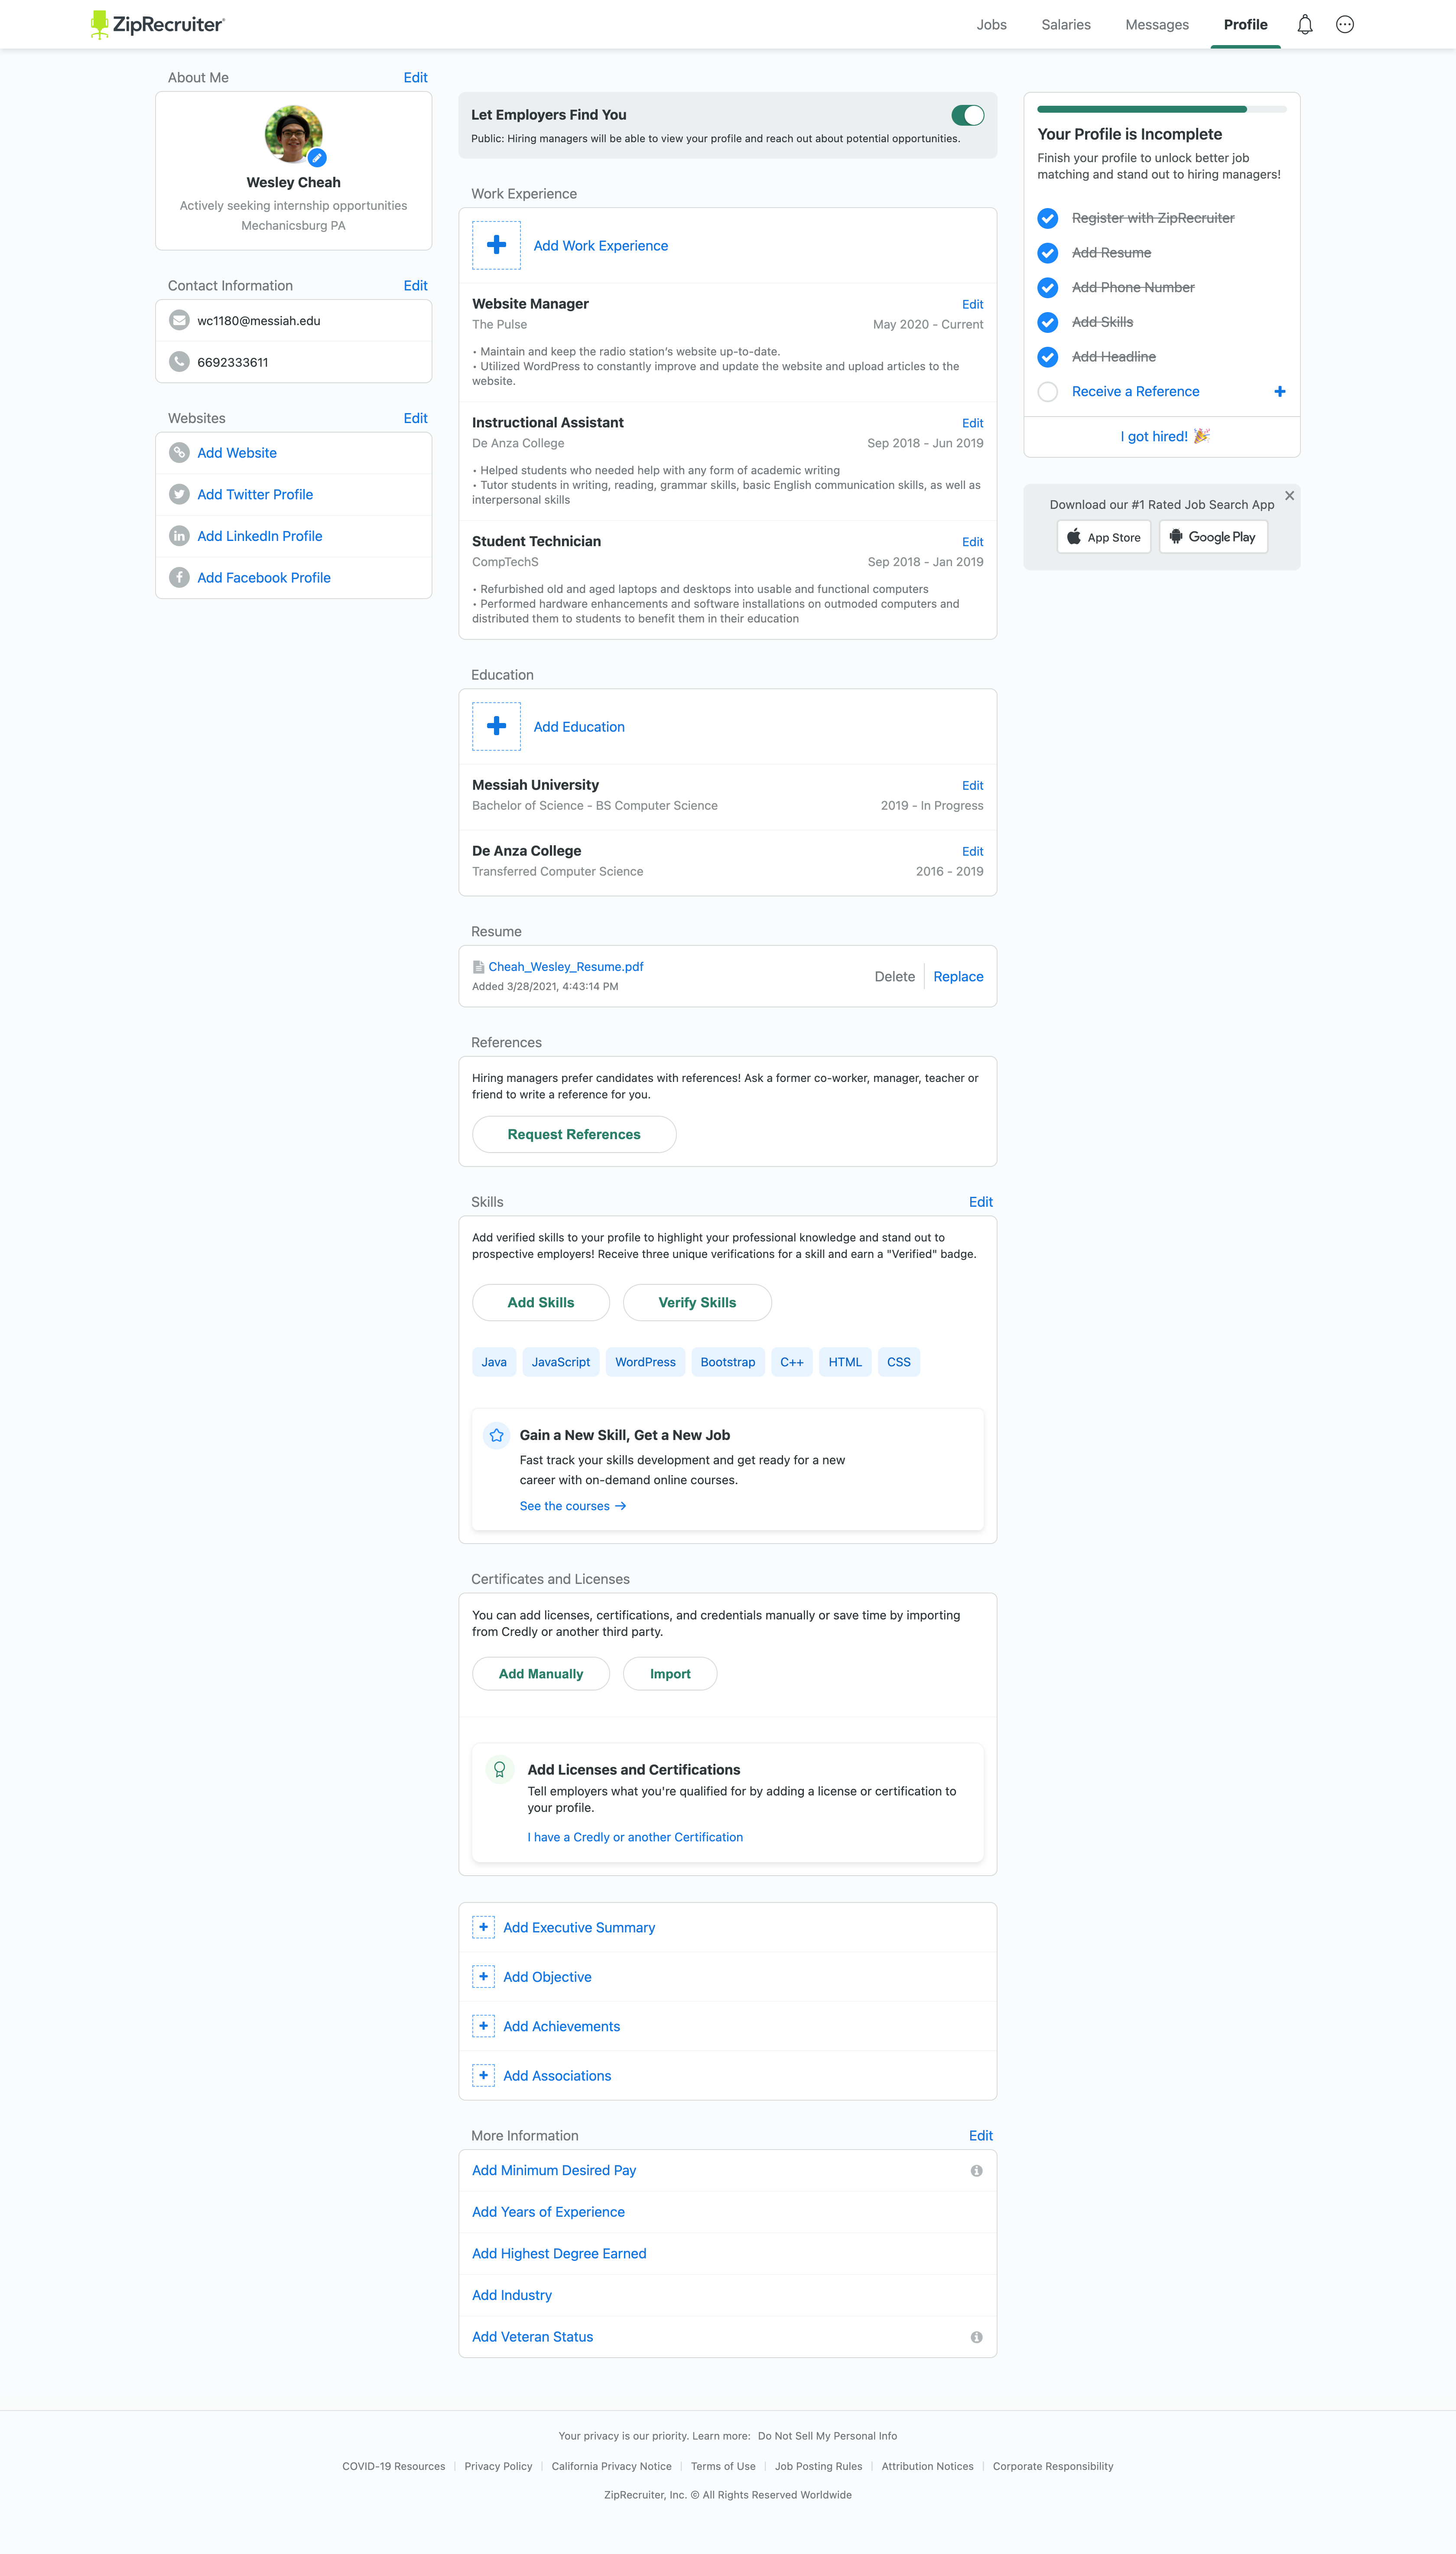 ZipRecruiter
Jobs
Salaries
Messages
Profile
About Me
Edit
Wesley Cheah
Actively seeking internship opportunities
Mechanicsburg PA
Contact Information
Edit
wc1180@messiah.edu
6692333611
Websites
Edit
Add Website
Add Twitter Profile
Add LinkedIn Profile
Add Facebook Profile
Let Employers Find You
Public: Hiring managers will be able to view your profile and reach out about potential opportunities.
Work Experience
Add Work Experience
Website Manager
Edit
The Pulse
May 2020 - Current
• Maintain and keep the radio station's website up-to-date.
• Utilized WordPress to constantly improve and update the website and upload articles to the
website.
Instructional Assistant
Edit
De Anza College
Sep 2018 - Jun 2019
• Helped students who needed help with any form of academic writing
• Tutor students in writing, reading, grammar skills, basic English communication skills, as well as
interpersonal skills
Student Technician
Edit
CompTechS
Sep 2018 - Jan 2019
• Refurbished old and aged laptops and desktops into usable and functional computers
• Performed hardware enhancements and software installations on outmoded computers and
distributed them to students to benefit them in their education
Education
Add Education
Messiah University
Edit
Bachelor of Science - BS Computer Science
2019 - In Progress
De Anza College
Edit
Transferred Computer Science
2016 - 2019
Resume
Cheah_Wesley_Resume.pdf
Added 3/28/2021, 4:43:14 PM
Delete
Replace
References
Hiring managers prefer candidates with references! Ask a former co-worker, manager, teacher or
friend to write a reference for you.
Request References
Skills
Edit
Add verified skills to your profile to highlight your professional knowledge and stand out to
prospective employers! Receive three unique verifications for a skill and earn a "Verified" badge.
Add Skills
Verify Skills
Java
JavaScript
WordPress
Bootstrap
C++
HTML
CSS
Gain a New Skill, Get a New Job
Fast track your skills development and get ready for a new
career with on-demand online courses.
See the courses →
Certificates and Licenses
You can add licenses, certifications, and credentials manually or save time by importing
from Credly or another third party.
Add Manually
Import
Add Licenses and Certifications
Tell employers what you're qualified for by adding a license or certification to
your profile.
I have a Credly or another Certification
Add Executive Summary
Add Objective
Add Achievements
Add Associations
More Information
Edit
Add Minimum Desired Pay
Add Years of Experience
Add Highest Degree Earned
Add Industry
Add Veteran Status
Your Profile is Incomplete
Finish your profile to unlock better job
matching and stand out to hiring managers!
Register with ZipRecruiter
Add Resume
Add Phone Number
Add Skills
Add Headline
Receive a Reference
I got hired! 🎉
Download our #1 Rated Job Search App
App Store
Google Play
Your privacy is our priority. Learn more: Do Not Sell My Personal Info
COVID-19 Resources | Privacy Policy | California Privacy Notice | Terms of Use | Job Posting Rules | Attribution Notices | Corporate Responsibility
ZipRecruiter, Inc. © All Rights Reserved Worldwide